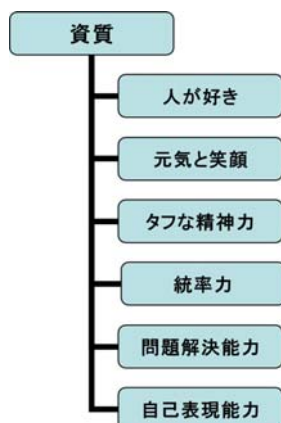 資質
人が好き
元気と笑顔
タフな精神力
統率力
問題解決能力
自己表現能力